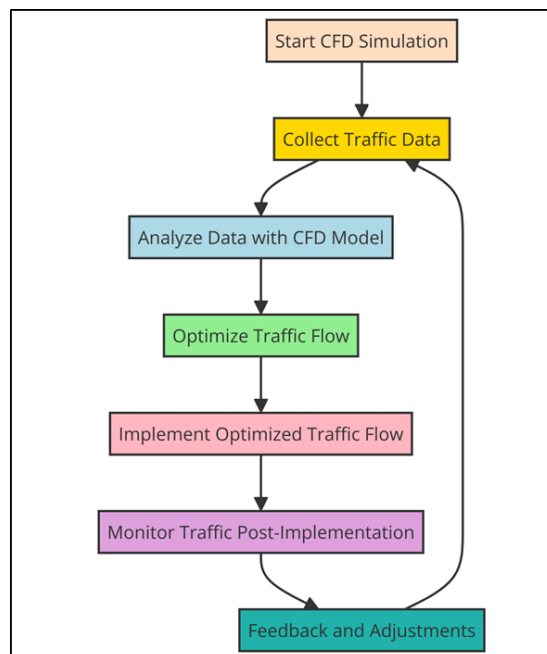 Start CFD Simulation
Collect Traffic Data
Analyze Data with CFD Model
Optimize Traffic Flow
Implement Optimized Traffic Flow
Monitor Traffic Post-Implementation
Feedback and Adjustments